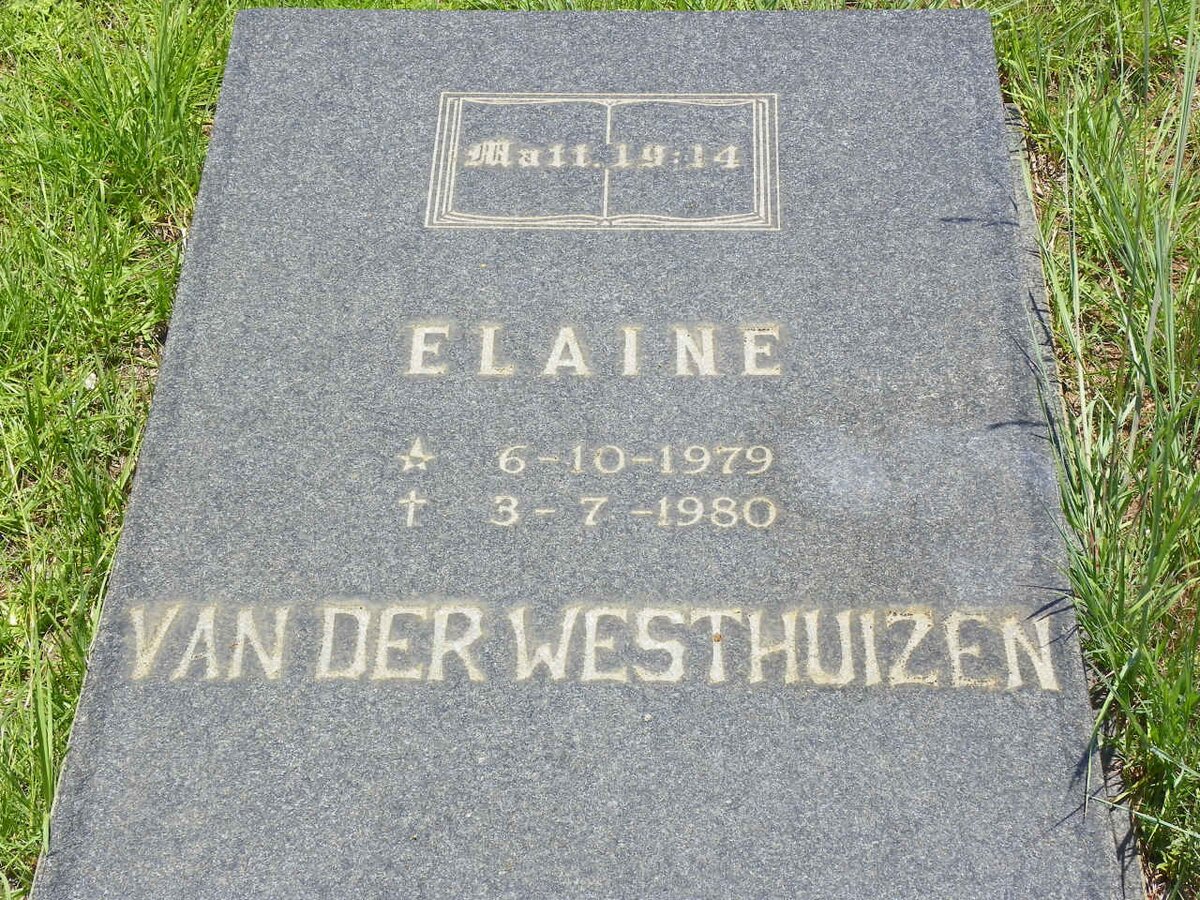 Matt. 19:14
ELAINE
☆ 6-10-1979
✝ 3-7-1980
VAN DER WESTHUIZEN